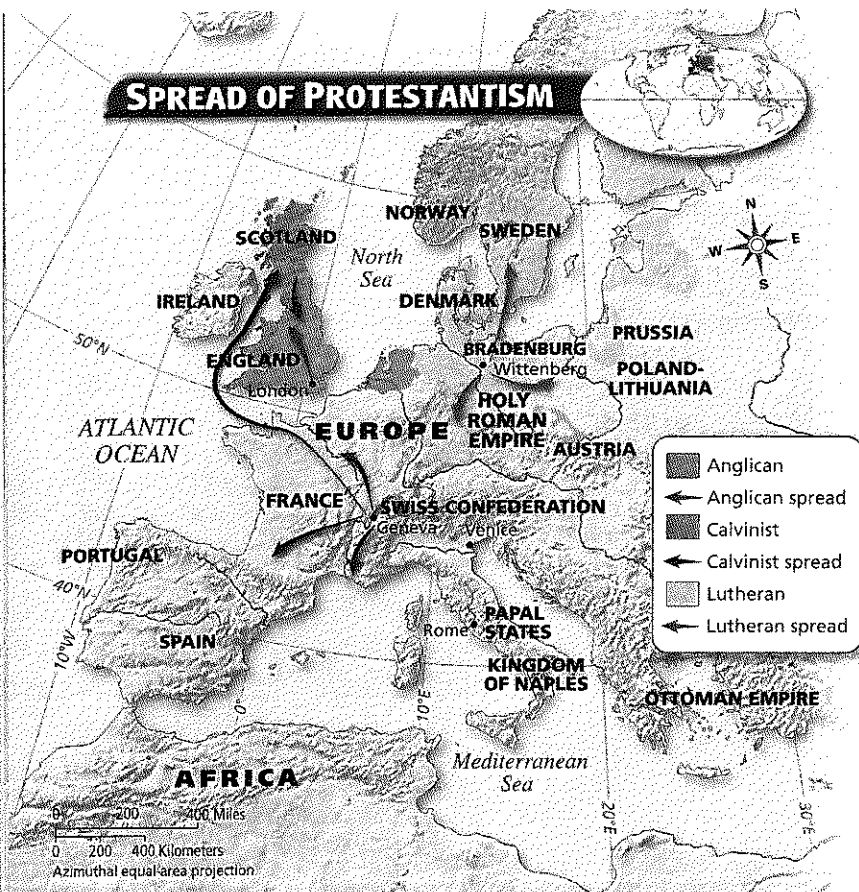 SPREAD OF PROTESTANTISM
N
W E
S
NORWAY
SWEDEN
SCOTLAND
North
Sea
IRELAND
DENMARK
50°N
ENGLAND
London
PRUSSIA
BRADENBURG
Wittenberg
POLAND-
LITHUANIA
HOLY
ROMAN
EMPIRE
AUSTRIA
ATLANTIC
OCEAN
EUROPE
FRANCE
SWISS CONFEDERATION
Geneva
Venice
PORTUGAL
40°N
SPAIN
10°W
Rome
PAPAL
STATES
KINGDOM
OF NAPLES
OTTOMAN EMPIRE
0°
10°E
Mediterranean
Sea
20°E
30°E
AFRICA
0 200 400 Miles
0 200 400 Kilometers
Azimuthal equal-area projection
Anglican
Anglican spread
Calvinist
Calvinist spread
Lutheran
Lutheran spread